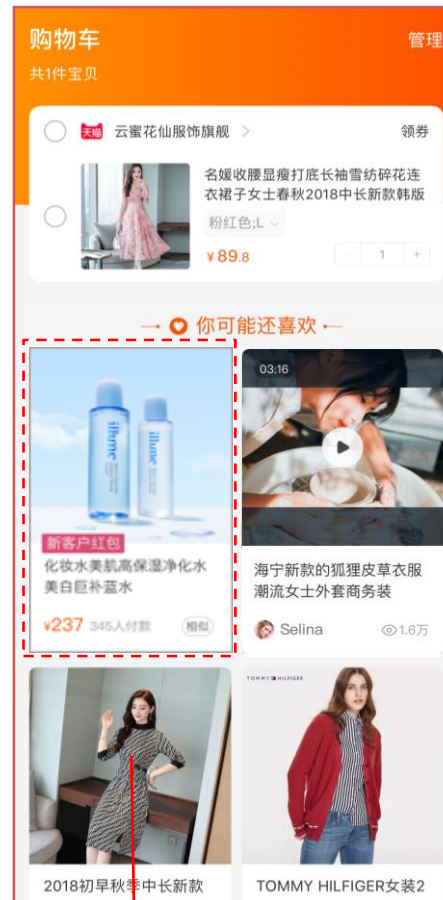 购物车
管理
共1件宝贝
天猫 云蜜花仙服饰旗舰 >
领券
名媛收腰显瘦打底长袖雪纺碎花连
衣裙子女士春秋2018中长新款韩版
粉红色;L
¥89.8
- 1 +
你可能还喜欢
illume
illume
新客户红包
化妆水美肌高保湿净化水
美白巨补蓝水
¥237 345人付款 相似
03:16
海宁新款的狐狸皮草衣服
潮流女士外套商务装
Selina 1.6万
2018初早秋季中长新款
TOMMY HILFIGER
TOMMY HILFIGER女装2